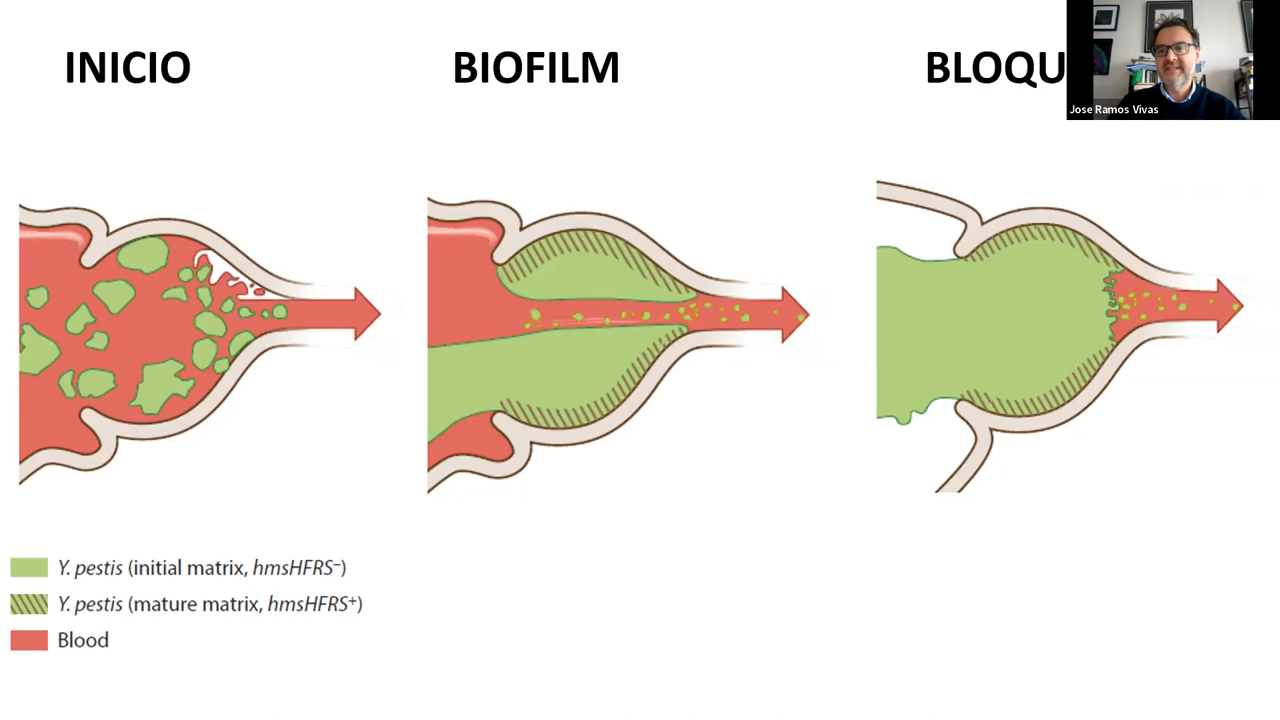 INICIO
BIOFILM
BLOQU
Jose Ramos Vivas
Y. pestis (initial matrix, hmsHFRS⁻)
Y. pestis (mature matrix, hmsHFRS⁺)
Blood